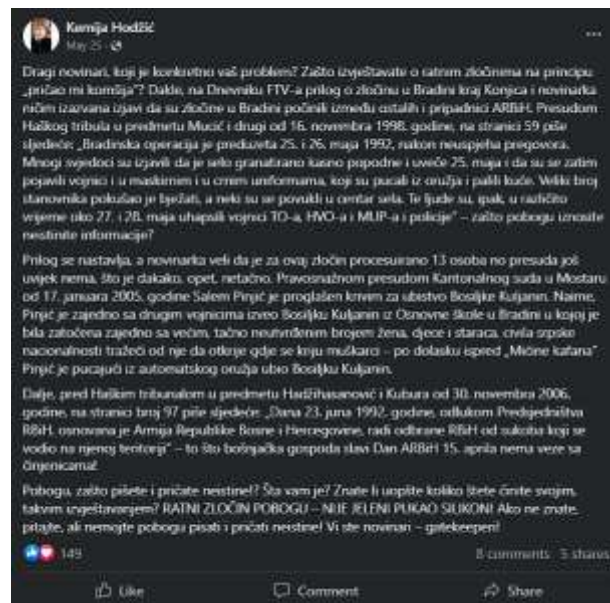 Kemija Hodžić
May 25 ·
Dragi novinari, koji je konkretno vaš problem? Zašto izvještavate o ratnim zločinima na principu
„pričao mi komšija“? Dakle, na Dnevniku FTV-a prilog o zločinu u Bradini kraj Konjica i novinarka
ničim izazvana izjavi da su zločine u Bradini počinili između ostalih i pripadnici ARBiH. Presudom
Haškog tribula u predmetu Mucić i drugi od 16. novembra 1998. godine, na stranici 59 piše
sljedeće: „Bradinska operacija je preduzeta 25. i 26. maja 1992, nakon neuspjeha pregovora.
Mnogi svjedoci su izjavili da je selo granatirano kasno popodne i uveče 25. maja i da su se zatim
pojavili vojnici i u maskirnim i u crnim uniformama, koji su pucali iz oružja i palili kuće. Veliki broj
stanovnika pokušao je bježati, a neki su se povukli u centar sela. Te ljude su, ipak, u različito
vrijeme oko 27. i 28. maja uhapsili vojnici TO-a, HVO-a i MUP-a i policije“ – zašto pobogu iznosite
neistinite informacije?
Prilog se nastavlja, a novinarka veli da je za ovaj zločin procesuirano 13 osoba no presuda još
uvijek nema, što je dakako, opet, netačno. Pravosnažnom presudom Kantonalnog suda u Mostaru
od 17. januara 2005. godine Salem Pinjić je proglašen krivim za ubistvo Bosiljke Kuljanin. Naime,
Pinjić je zajedno sa drugim vojnicima izveo Bosiljku Kuljanin iz Osnovne škole u Bradini u kojoj je
bila zatočena zajedno sa većim, tačno neutvrđenim brojem žena, djece i staraca, civila srpske
nacionalnosti tražeći od nje da otkrije gdje se kriju muškarci – po dolasku ispred „Mićine kafana“
Pinjić je pucajući iz automatskog oružja ubio Bosiljku Kuljanin.
Dalje, pred Haškim tribunalom u predmetu Hadžihasanović i Kubura od 30. novembra 2006.
godine, na stranici broj 97 piše sljedeće: „Dana 23. juna 1992. godine, odlukom Predsjedništva
RBiH, osnovana je Armija Republike Bosne i Hercegovine, radi odbrane RBiH od sukoba koji se
vodio na njenoj teritoriji“ – to što bošnjačka gospoda slavi Dan ARBiH 15. aprila nema veze sa
činjenicama!
Pobogu, zašto pišete i pričate neistine!? Šta vam je? Znate li uopšte koliko štete činite svojim,
takvim izvještavanjem? RATNI ZLOČIN POBOGU – NIJE JELENI PUKAO SILIKON! Ako ne znate,
pitajte, ali nemojte pobogu pisati i pričati neistine! Vi ste novinari – gatekeeperi!
149
8 comments 5 shares
Like Comment Share